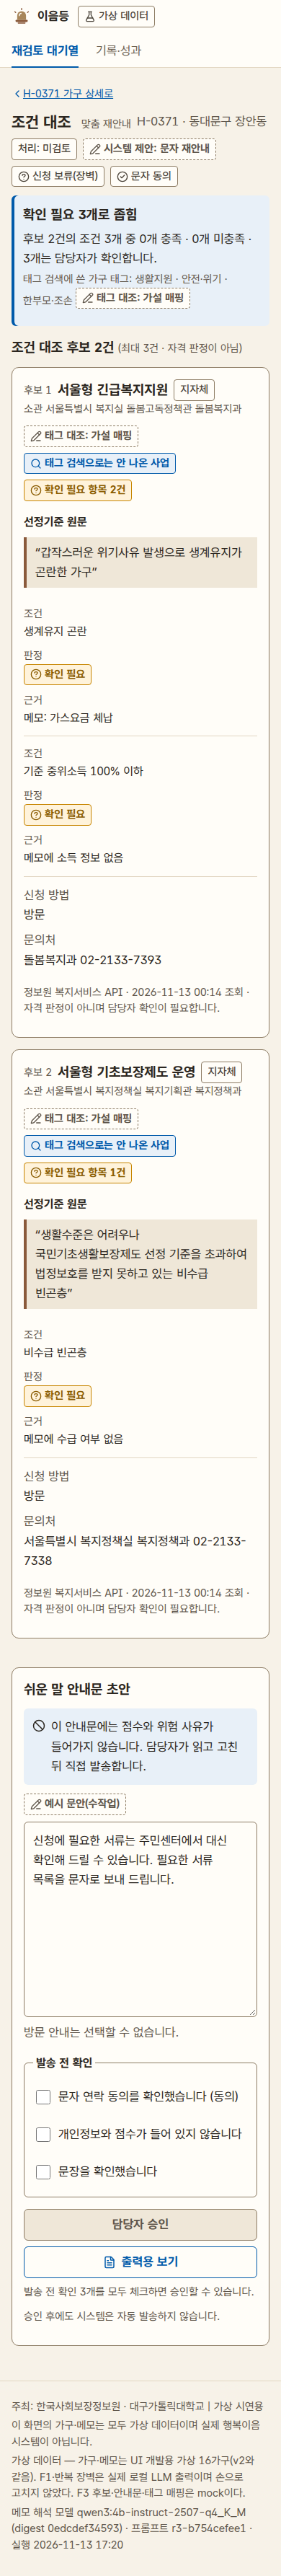 이음등 가상 데이터
재검토 대기열 기록·성과
H-0371 가구 상세로
조건 대조 맞춤 재안내 H-0371 · 동대문구 장안동
처리: 미검토 시스템 제안: 문자 재안내
신청 보류(장벽) 문자 동의
확인 필요 3개로 좁힘
후보 2건의 조건 3개 중 0개 충족 · 0개 미충족 ·
3개는 담당자가 확인합니다.
태그 검색에 쓴 가구 태그: 생활지원 · 안전·위기 ·
한부모·조손 태그 대조: 가설 매핑
조건 대조 후보 2건 (최대 3건 · 자격 판정이 아님)
후보 1 서울형 긴급복지지원 지자체
소관 서울특별시 복지실 돌봄고독정책관 돌봄복지과
태그 대조: 가설 매핑
태그 검색으로는 안 나온 사업
확인 필요 항목 2건
선정기준 원문
“갑작스러운 위기사유 발생으로 생계유지가
곤란한 가구”
조건
생계유지 곤란
판정
확인 필요
근거
메모: 가스요금 체납
조건
기준 중위소득 100% 이하
판정
확인 필요
근거
메모에 소득 정보 없음
신청 방법
방문
문의처
돌봄복지과 02-2133-7393
정보원 복지서비스 API · 2026-11-13 00:14 조회 ·
자격 판정이 아니며 담당자 확인이 필요합니다.
후보 2 서울형 기초보장제도 운영 지자체
소관 서울특별시 복지정책실 복지기획관 복지정책과
태그 대조: 가설 매핑
태그 검색으로는 안 나온 사업
확인 필요 항목 1건
선정기준 원문
“생활수준은 어려우나
국민기초생활보장제도 선정 기준을 초과하여
법정보호를 받지 못하고 있는 비수급
빈곤층”
조건
비수급 빈곤층
판정
확인 필요
근거
메모에 수급 여부 없음
신청 방법
방문
문의처
서울특별시 복지정책실 복지정책과 02-2133-
7338
정보원 복지서비스 API · 2026-11-13 00:14 조회 ·
자격 판정이 아니며 담당자 확인이 필요합니다.
쉬운 말 안내문 초안
이 안내문에는 점수와 위험 사유가
들어가지 않습니다. 담당자가 읽고 고친
뒤 직접 발송합니다.
예시 문안(수작업)
신청에 필요한 서류는 주민센터에서 대신
확인해 드릴 수 있습니다. 필요한 서류
목록을 문자로 보내 드립니다.
방문 안내는 선택할 수 없습니다.
발송 전 확인
문자 연락 동의를 확인했습니다 (동의)
개인정보와 점수가 들어 있지 않습니다
문장을 확인했습니다
담당자 승인
출력용 보기
발송 전 확인 3개를 모두 체크하면 승인할 수 있습니다.
승인 후에도 시스템은 자동 발송하지 않습니다.
주최: 한국사회보장정보원 · 대구가톨릭대학교 | 가상 시연용
이 화면의 가구·메모는 모두 가상 데이터이며 실제 행복이음
시스템이 아닙니다.
가상 데이터 — 가구·메모는 UI 개발용 가상 16가구(v2와
같음). F1·반복 장벽은 실제 로컬 LLM 출력이며 손으로
고치지 않았다. F3 후보·안내문·태그 매핑은 mock이다.
메모 해석 모델 qwen3:4b-instruct-2507-q4_K_M
(digest 0edcdef34593) · 프롬프트 r3-b754cefee1 ·
실행 2026-11-13 17:20